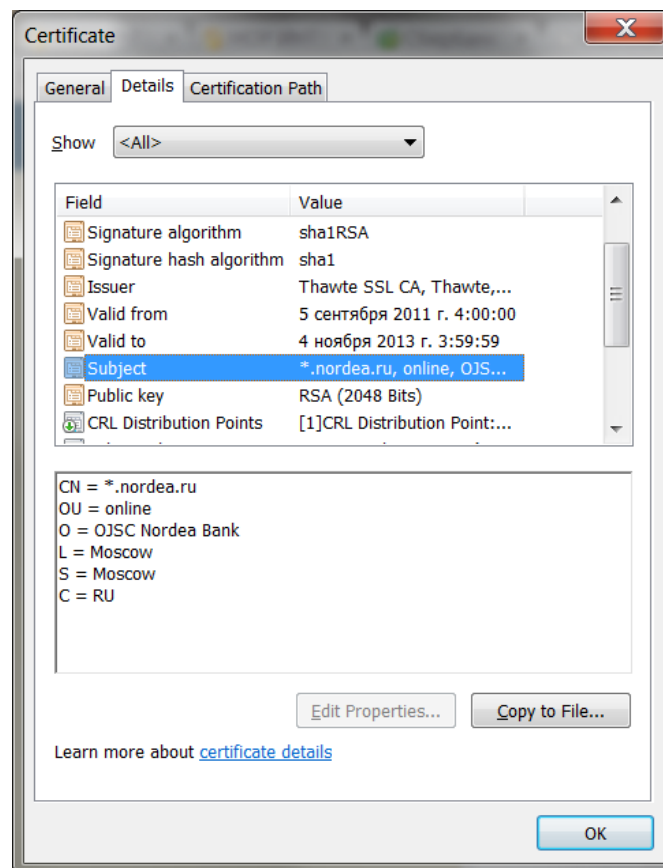 Certificate
General Details Certification Path
Show <All>
Field Value
Signature algorithm sha1RSA
Signature hash algorithm sha1
Issuer Thawte SSL CA, Thawte,...
Valid from 5 сентября 2011 г. 4:00:00
Valid to 4 ноября 2013 г. 3:59:59
Subject *.nordea.ru, online, OJS...
Public key RSA (2048 Bits)
CRL Distribution Points [1]CRL Distribution Point:...
CN = *.nordea.ru
OU = online
O = OJSC Nordea Bank
L = Moscow
S = Moscow
C = RU
Edit Properties... Copy to File...
Learn more about certificate details
OK